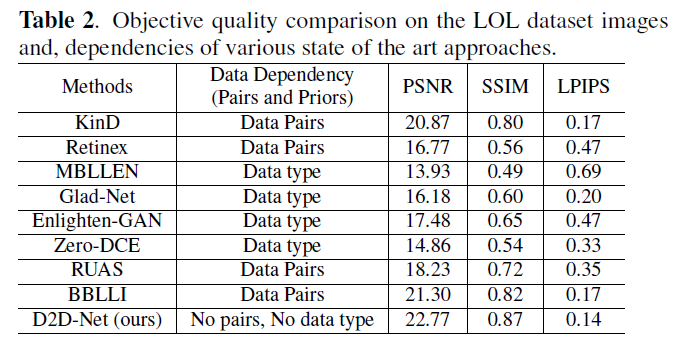 Table 2. Objective quality comparison on the LOL dataset images
and, dependencies of various state of the art approaches.
Methods Data Dependency (Pairs and Priors) PSNR SSIM LPIPS
KinD Data Pairs 20.87 0.80 0.17
Retinex Data Pairs 16.77 0.56 0.47
MBLLEN Data type 13.93 0.49 0.69
Glad-Net Data type 16.18 0.60 0.20
Enlighten-GAN Data type 17.48 0.65 0.47
Zero-DCE Data type 14.86 0.54 0.33
RUAS Data Pairs 18.23 0.72 0.35
BBLLI Data Pairs 21.30 0.82 0.17
D2D-Net (ours) No pairs, No data type 22.77 0.87 0.14